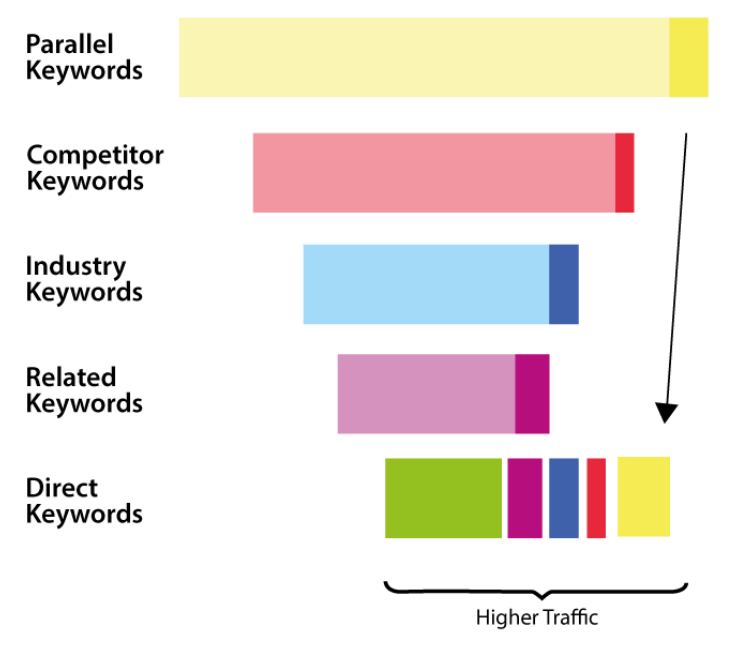 Parallel
Keywords
Competitor
Keywords
Industry
Keywords
Related
Keywords
Direct
Keywords
Higher Traffic